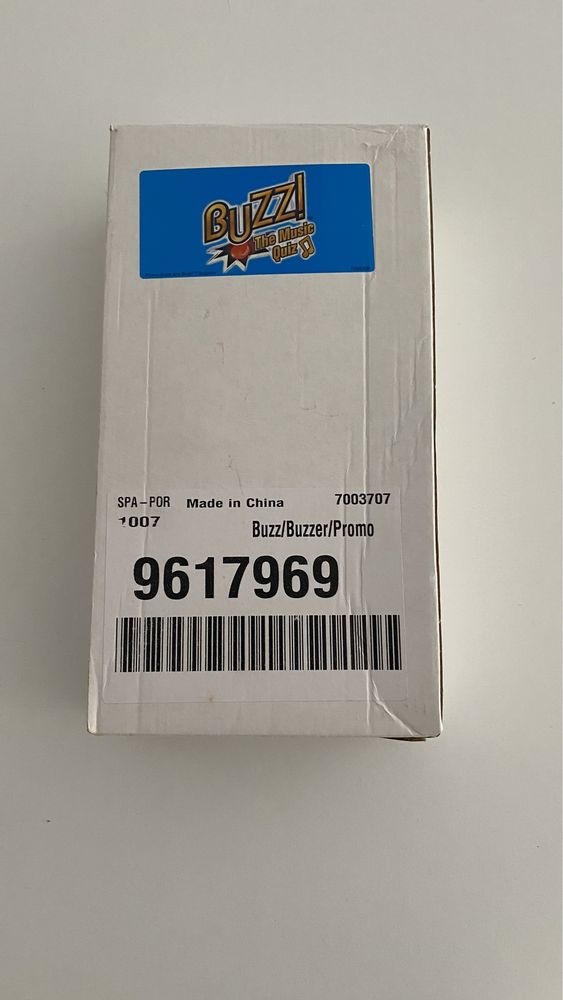 BUZZ!
The Music
Quiz
SPA-POR Made in China 7003707
1007
Buzz/Buzzer/Promo
9617969